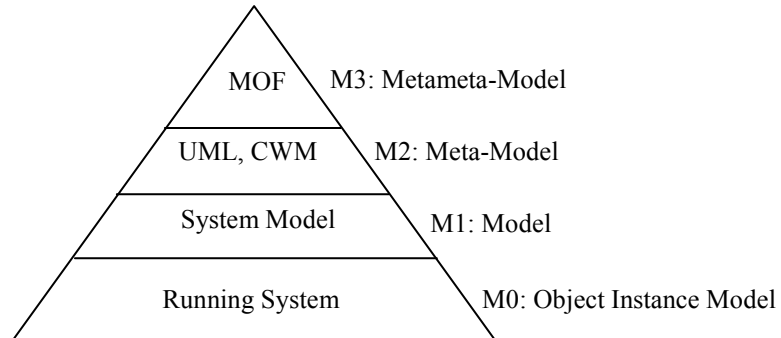 MOF M3: Metameta-Model
UML, CWM M2: Meta-Model
System Model M1: Model
Running System M0: Object Instance Model